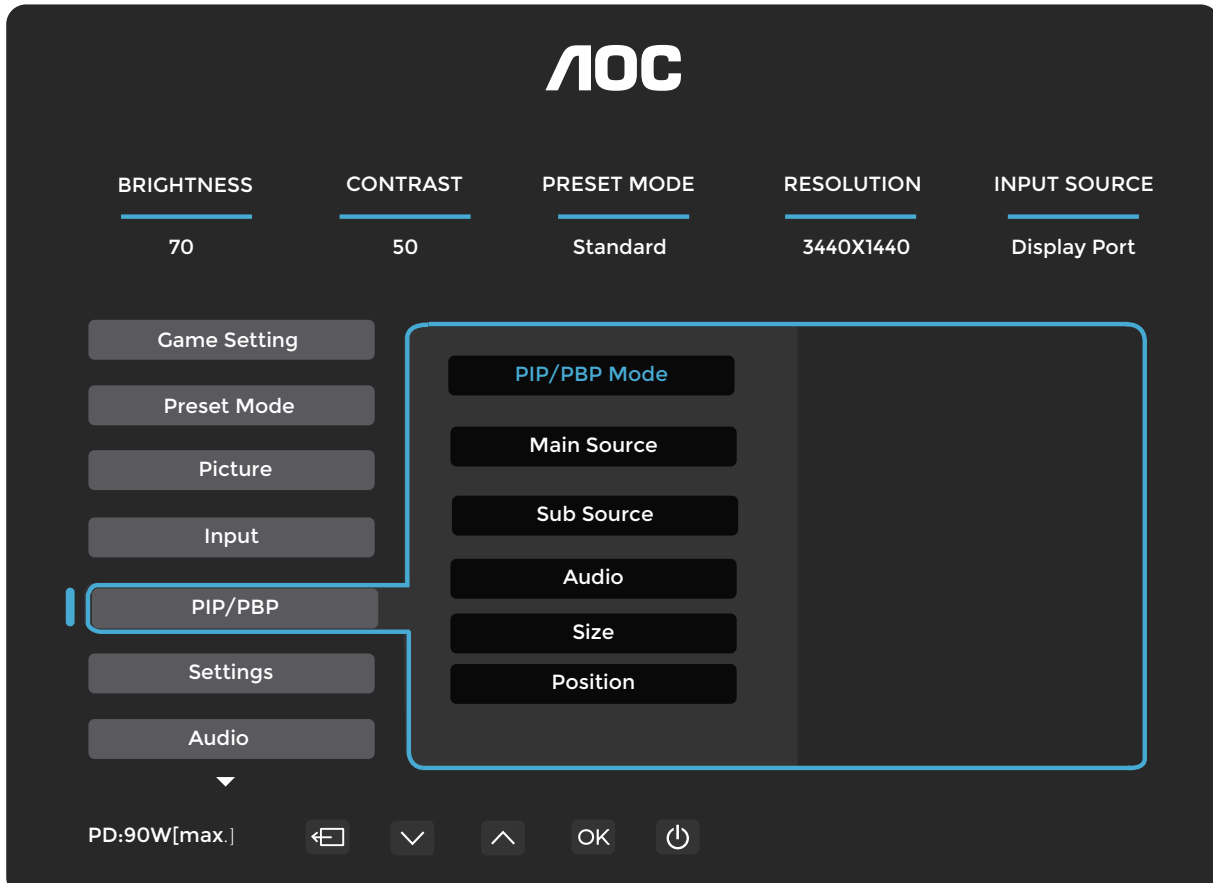 AOC
BRIGHTNESS CONTRAST PRESET MODE RESOLUTION INPUT SOURCE
70 50 Standard 3440X1440 Display Port
Game Setting
Preset Mode
Picture
Input
PIP/PBP
Settings
Audio
PIP/PBP Mode
Main Source
Sub Source
Audio
Size
Position
PD:90W[max.]
OK